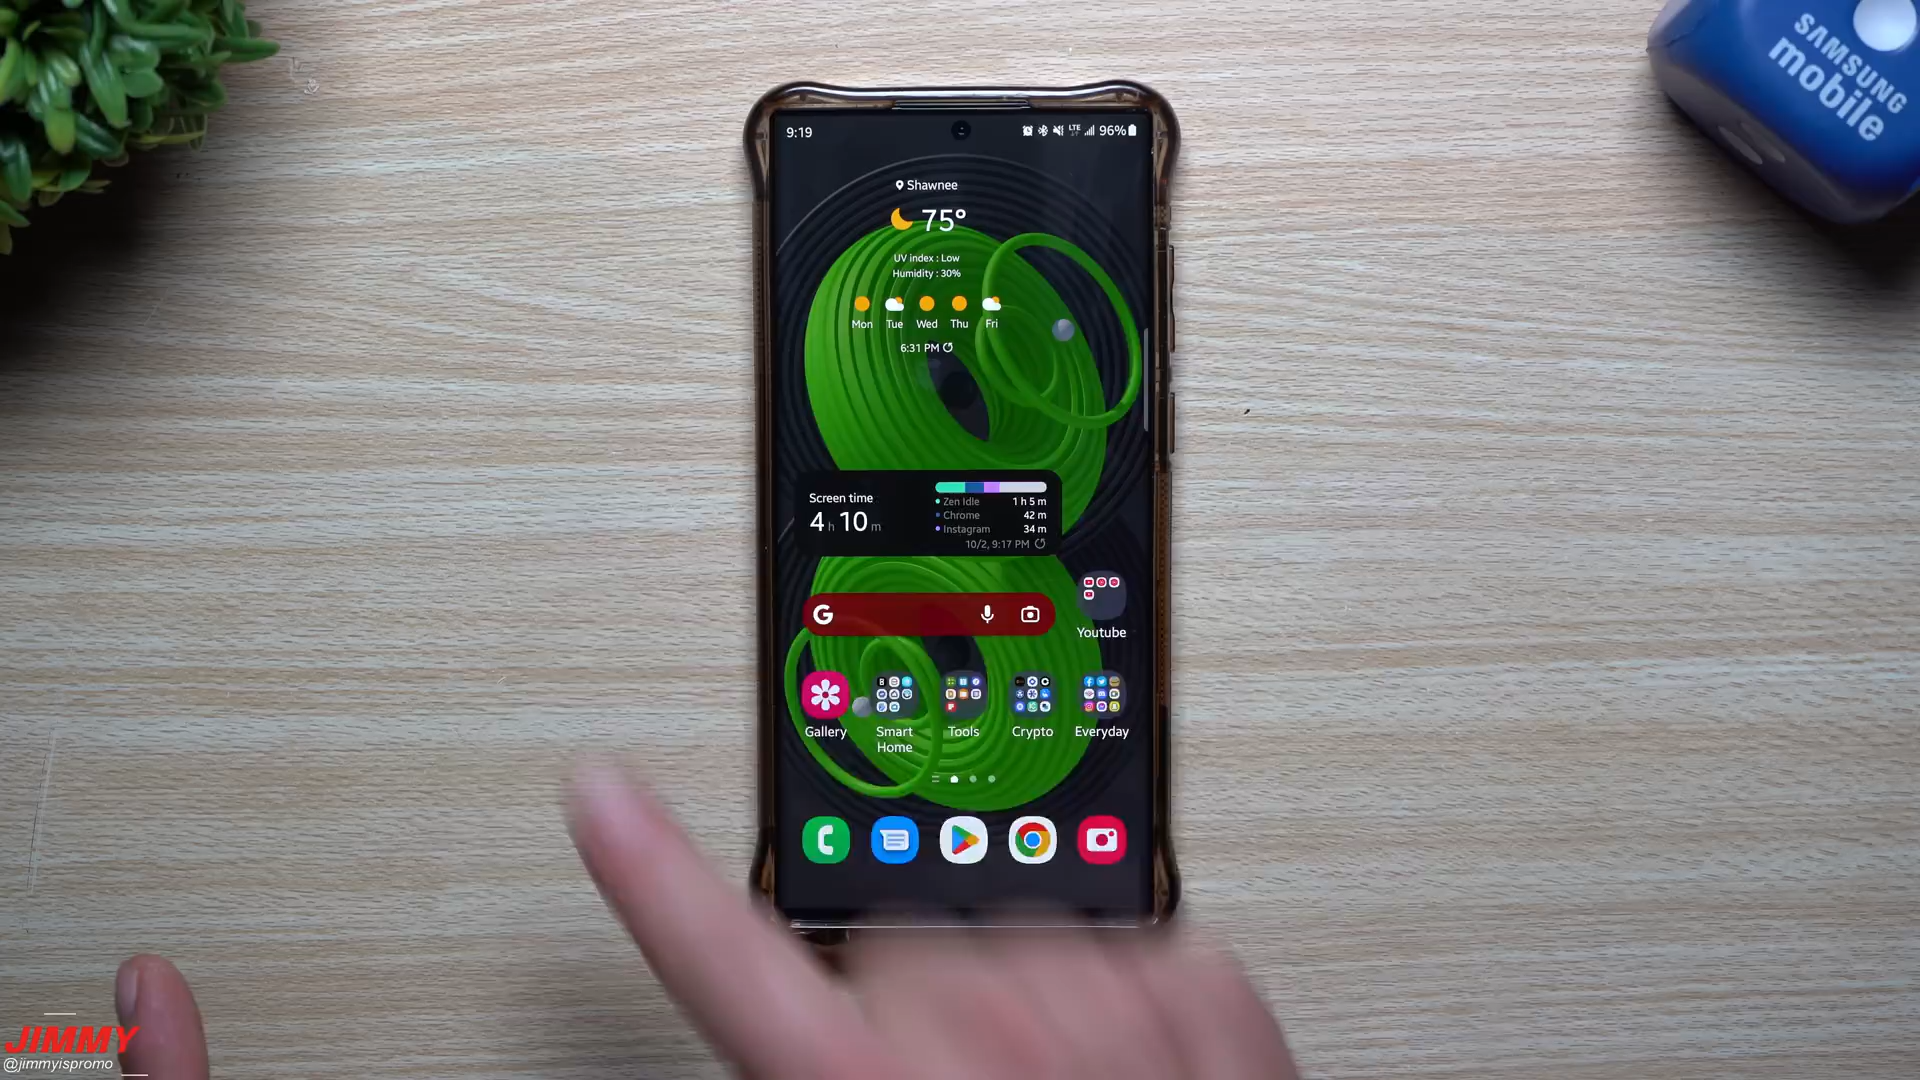 SAMSUNG
mobile
9:19
LTE
96%
Shawnee
75°
UV index : Low
Humidity : 30%
Mon Tue Wed Thu Fri
6:31 PM
Screen time
4 h 10 m
Zen Idle 1 h 5 m
Chrome 42 m
Instagram 34 m
10/2, 9:17 PM
G
Youtube
Gallery
Smart
Home
Tools
Crypto
Everyday
JIMMY
@jimmyispromo